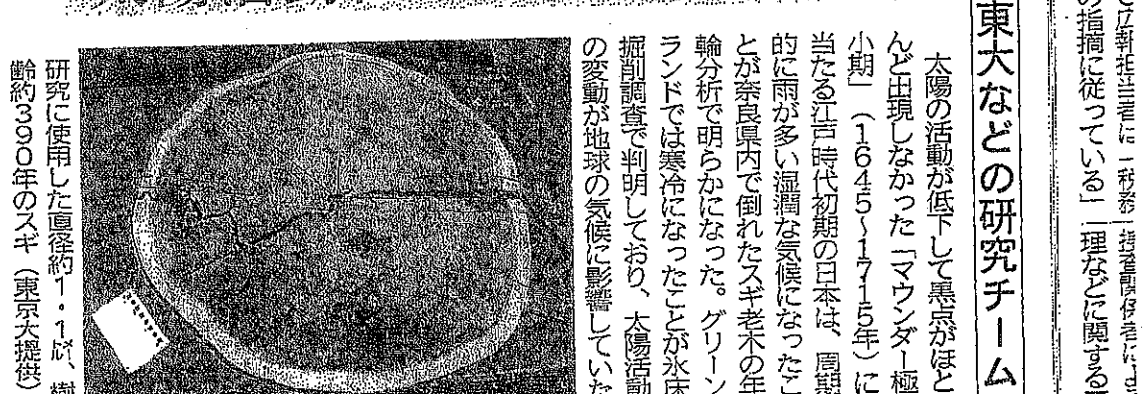 の指摘に従っている」
理などに関する
東大などの研究チーム
太陽の活動が低下して黒点がほと
んど出現しなかった「マウンダー極
小期」（1645〜1715年）に
当たる江戸時代初期の日本は、周期
的に雨が多い湿潤な気候になったこ
とが奈良県内で倒れたスギ老木の年
輪分析で明らかになった。グリーン
ランドでは寒冷になったことが氷床
掘削調査で判明しており、太陽活動
の変動が地球の気候に影響していた
研究に使用した直径約1・1㍍、樹
齢約390年のスギ（東京大提供）